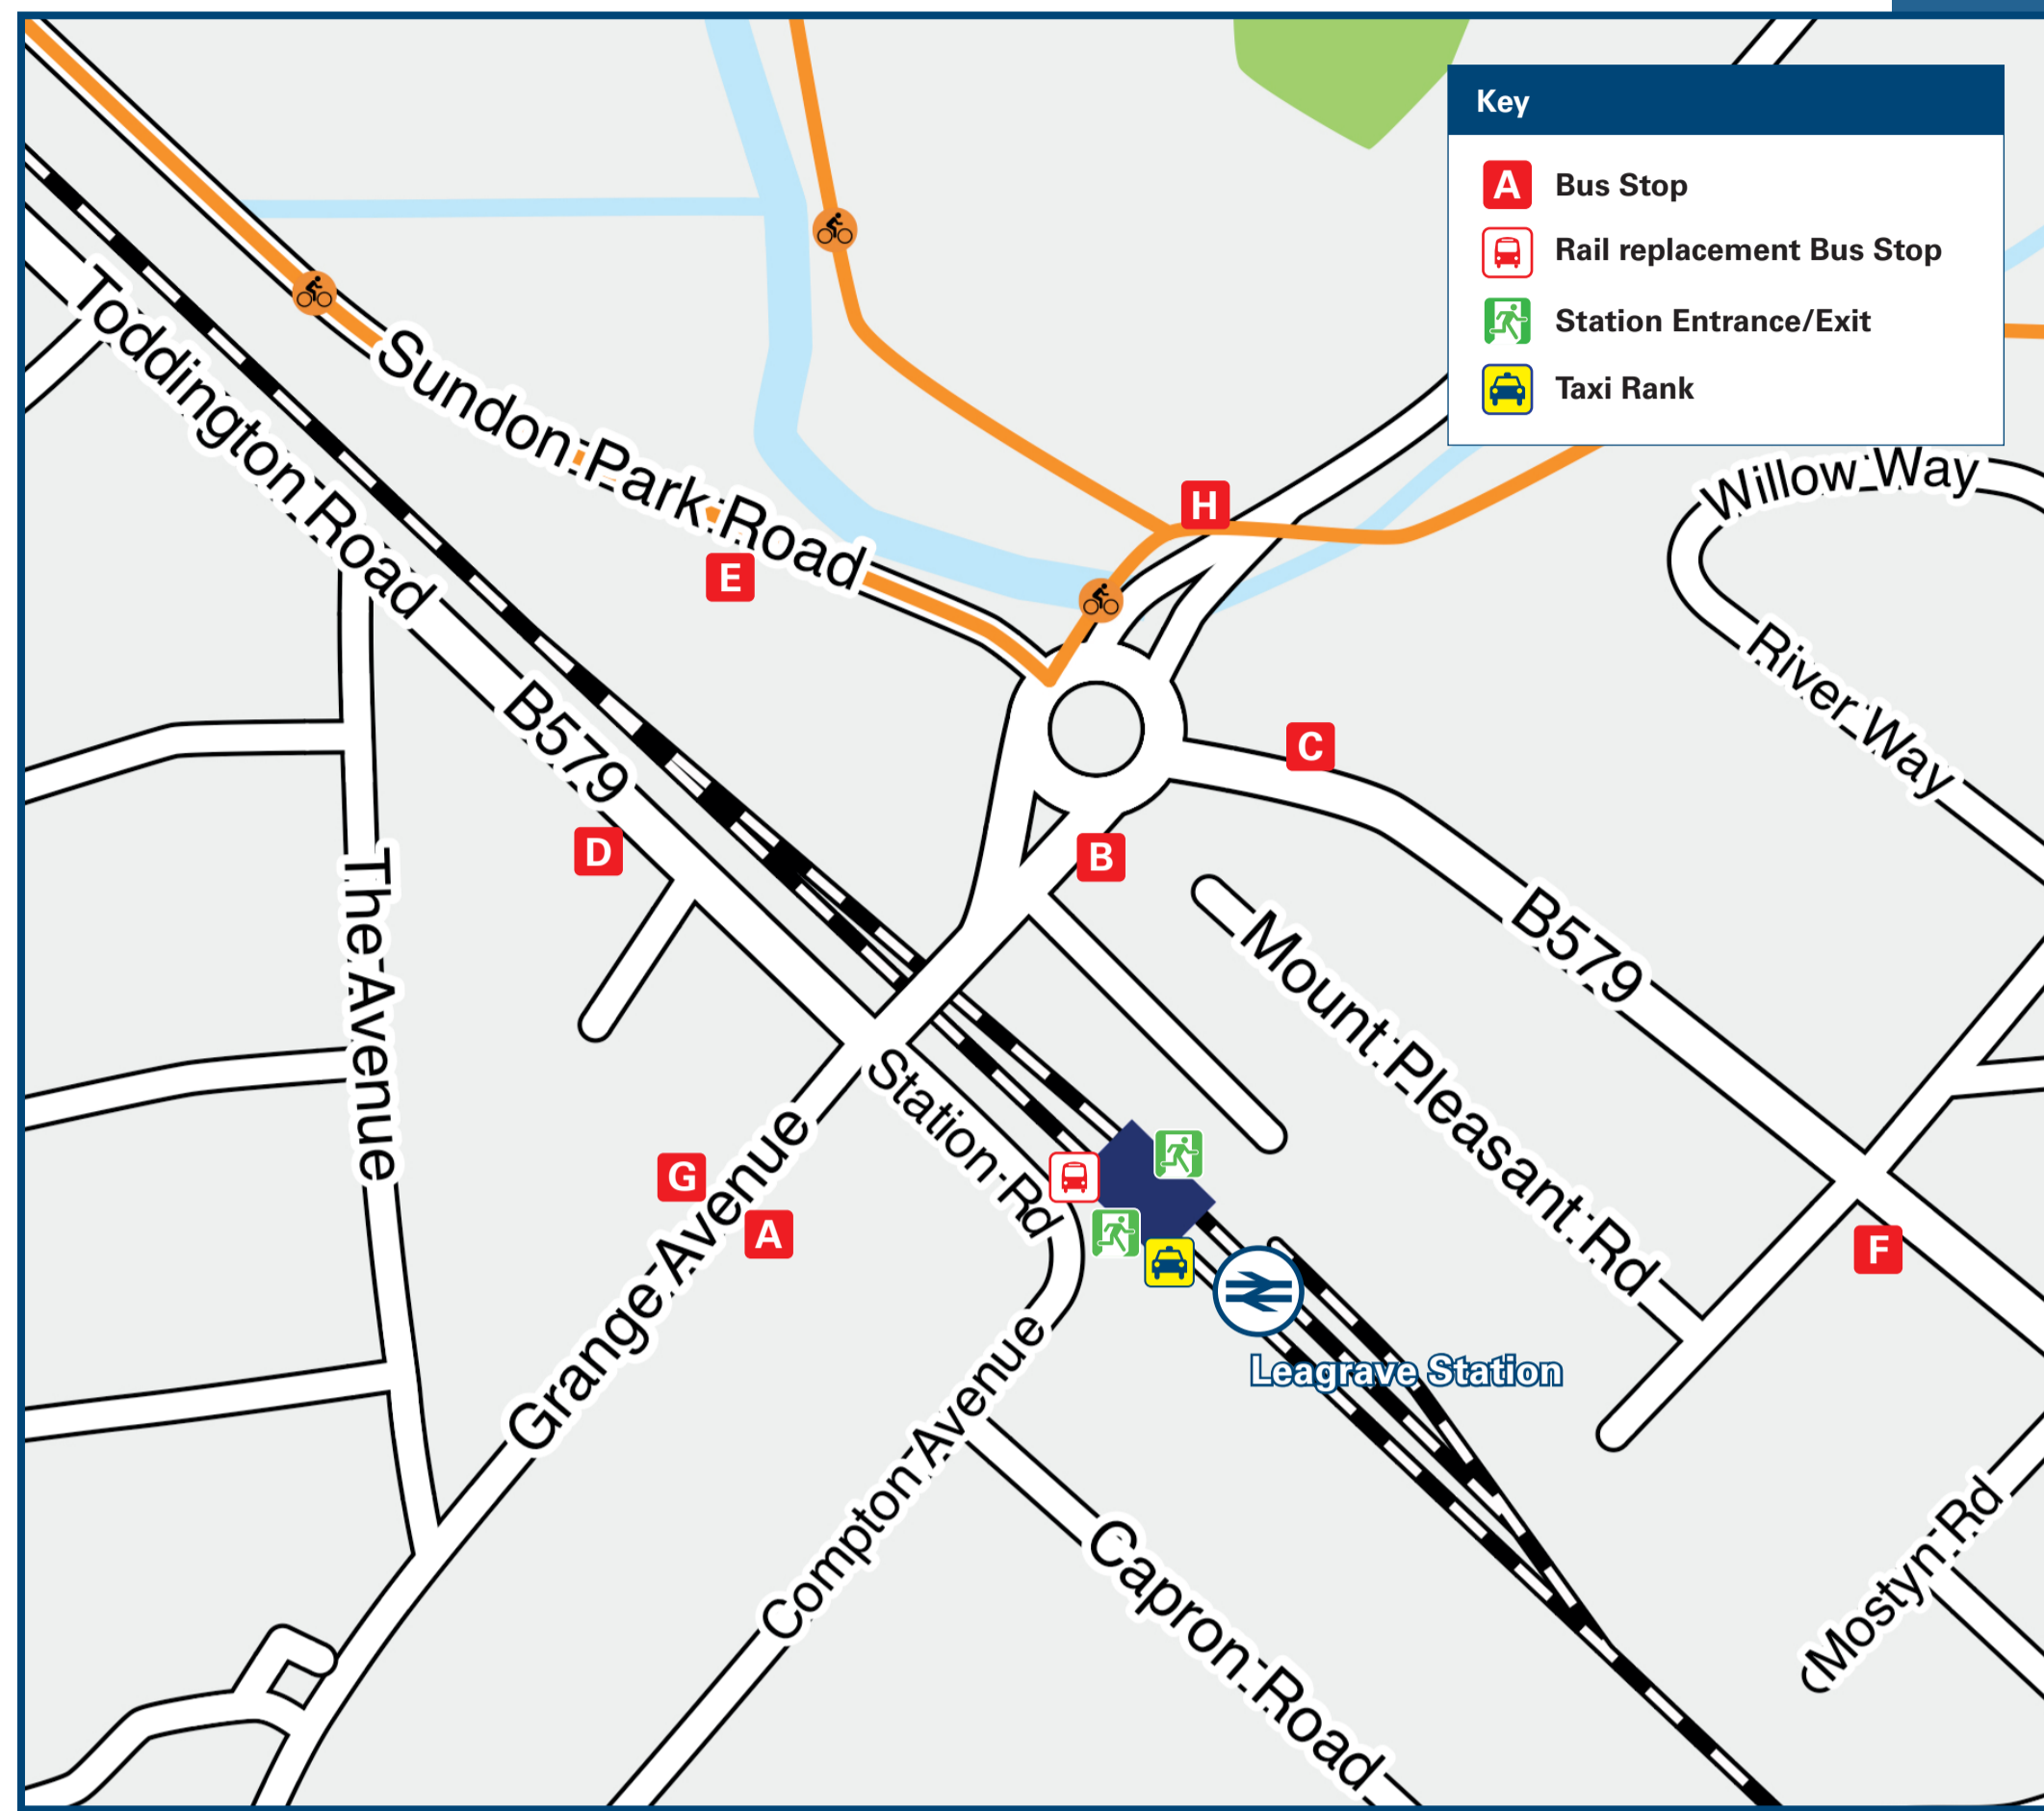 Key
A Bus Stop
Rail replacement Bus Stop
Station Entrance/Exit
Taxi Rank
Toddington Road
Sundon Park Road
H
Willow Way
E
River Way
B579
C
D
B
The Avenue
B579
Mount Pleasant Rd
Station Rd
G
A
F
Grange Avenue
Leagrave Station
Compton Avenue
Capron Road
Mostyn Rd